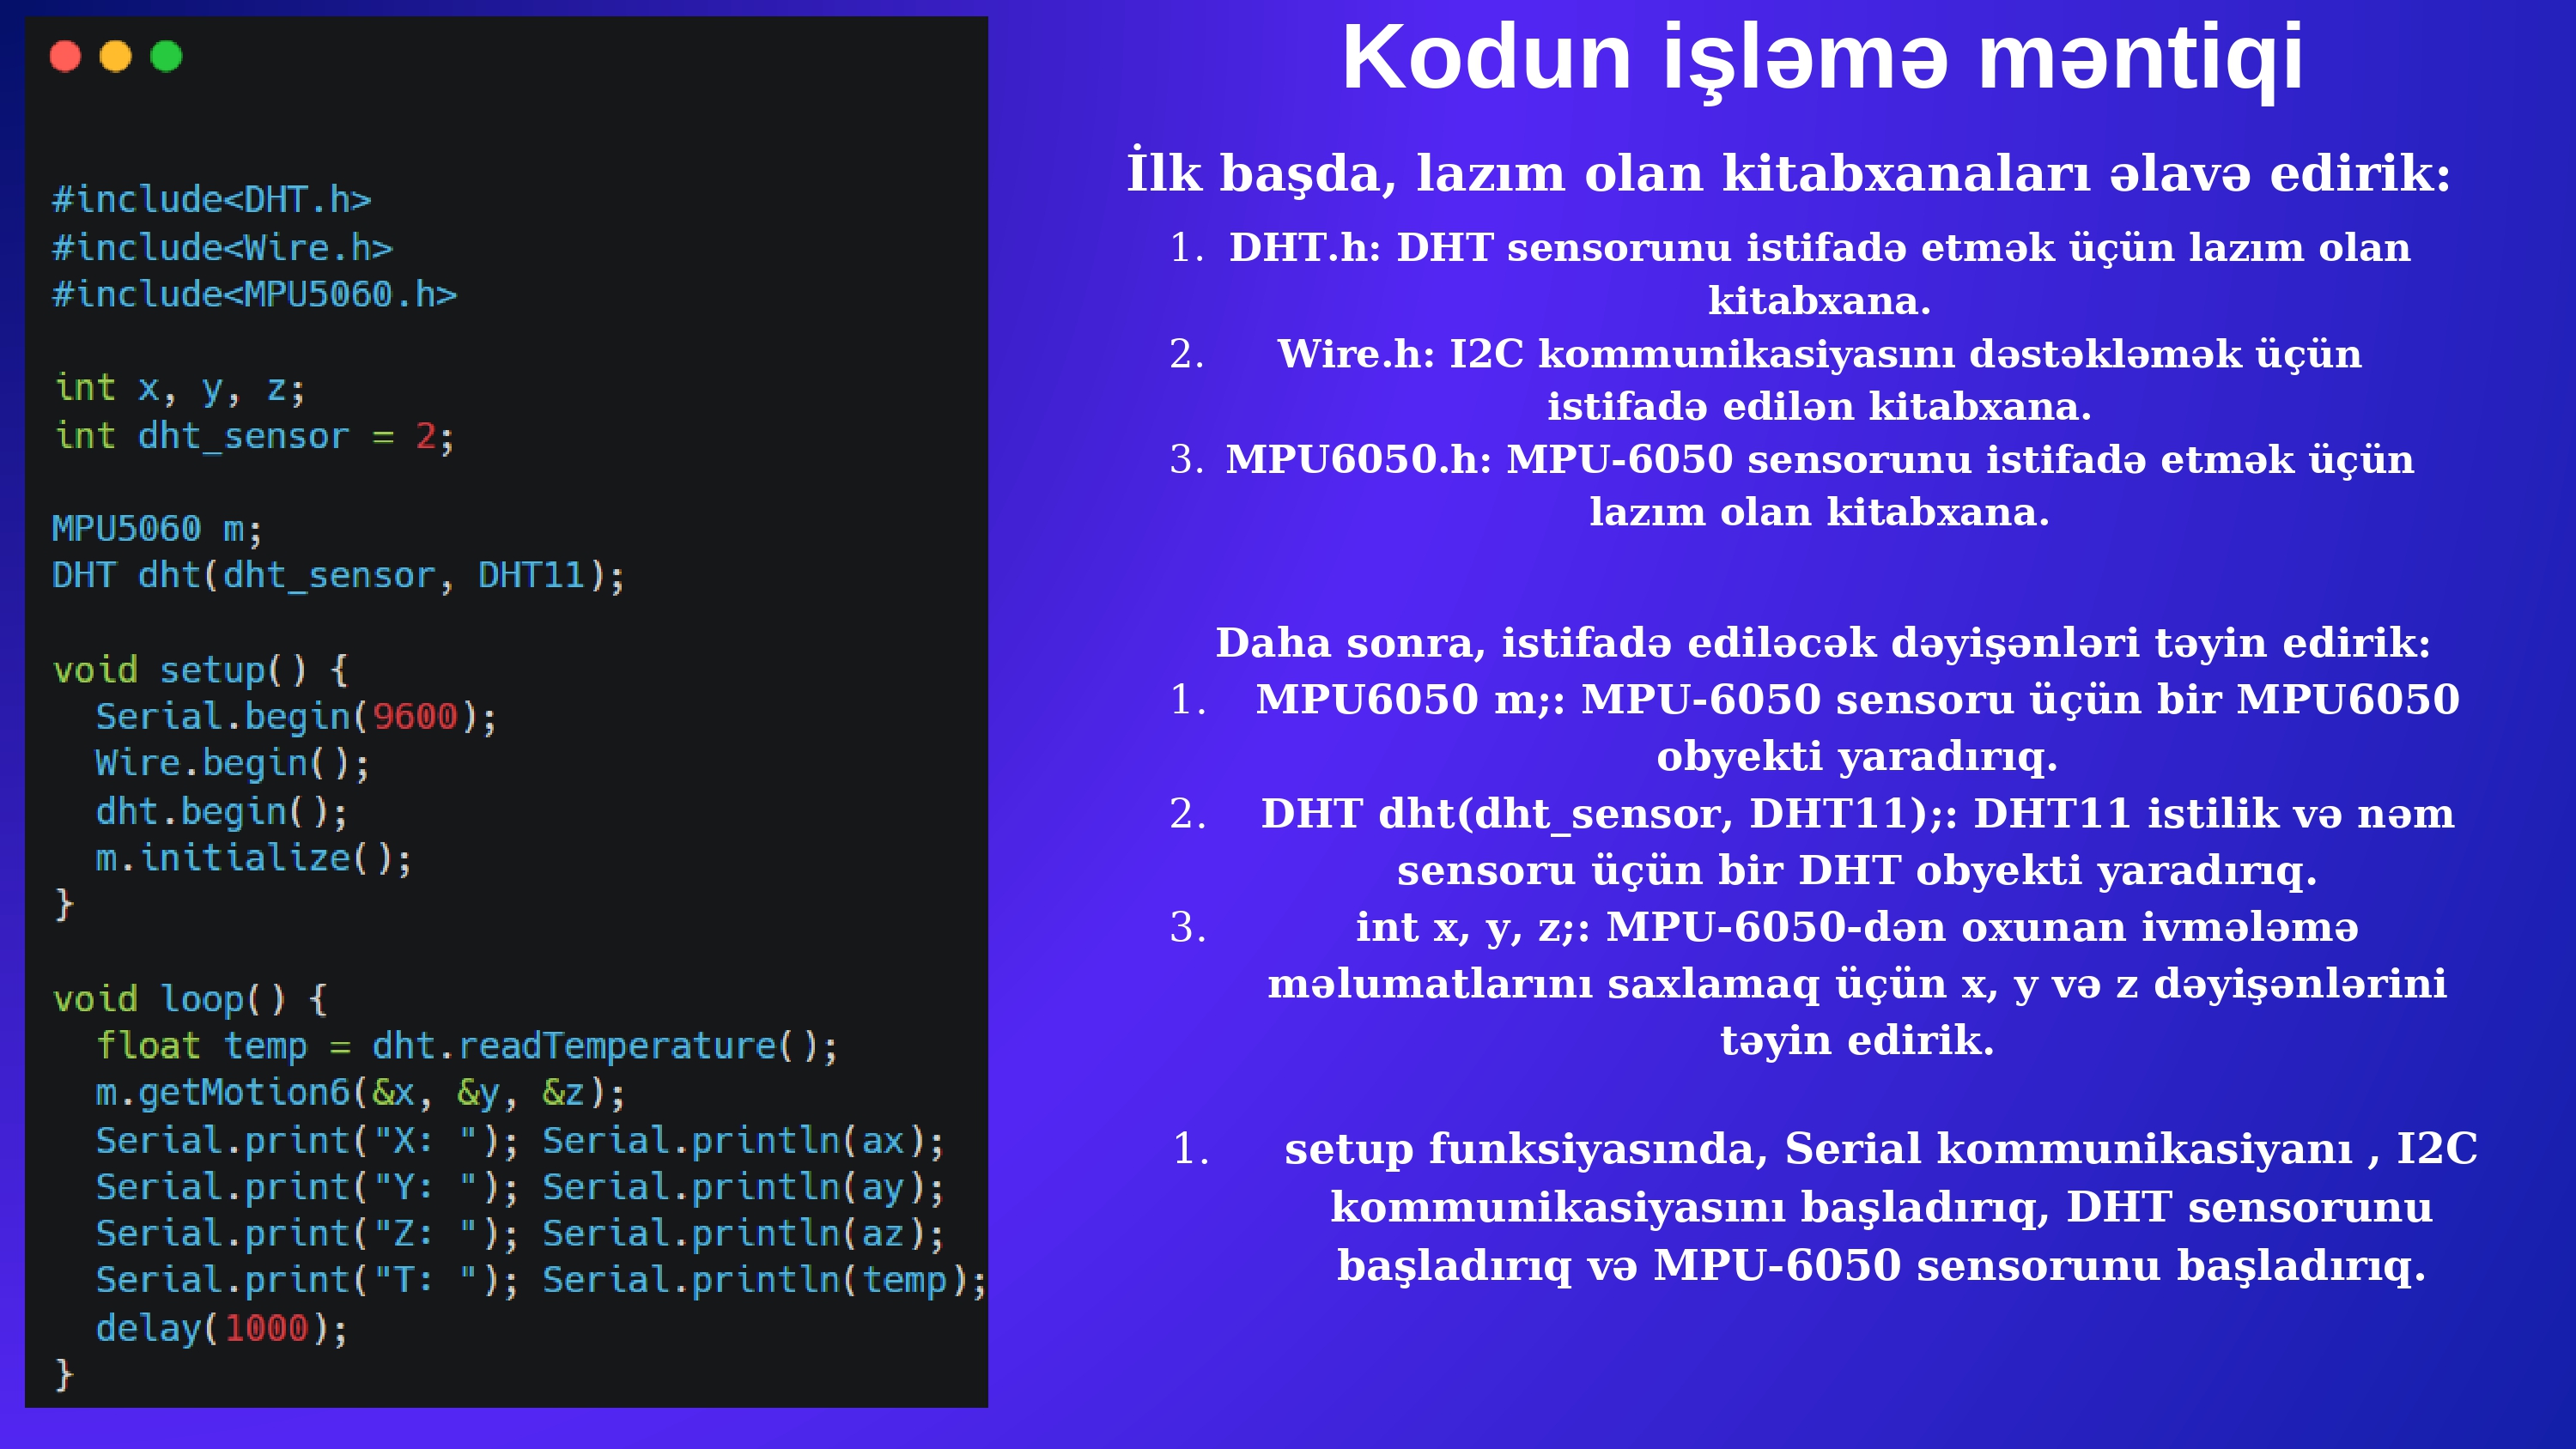 #include<DHT.h>
#include<Wire.h>
#include<MPU5060.h>
int x, y, z;
int dht_sensor = 2;
MPU5060 m;
DHT dht(dht_sensor, DHT11);
void setup() {
Serial.begin(9600);
Wire.begin();
dht.begin();
m.initialize();
}
void loop() {
float temp = dht.readTemperature();
m.getMotion6(&x, &y, &z);
Serial.print("X: "); Serial.println(ax);
Serial.print("Y: "); Serial.println(ay);
Serial.print("Z: "); Serial.println(az);
Serial.print("T: "); Serial.println(temp);
delay(1000);
}
Kodun işləmə məntiqi
İlk başda, lazım olan kitabxanaları əlavə edirik:
1. DHT.h: DHT sensorunu istifadə etmək üçün lazım olan
kitabxana.
2. Wire.h: I2C kommunikasiyasını dəstəkləmək üçün
istifadə edilən kitabxana.
3. MPU6050.h: MPU-6050 sensorunu istifadə etmək üçün
lazım olan kitabxana.
Daha sonra, istifadə ediləcək dəyişənləri təyin edirik:
1. MPU6050 m;: MPU-6050 sensoru üçün bir MPU6050
obyekti yaradırıq.
2. DHT dht(dht_sensor, DHT11);: DHT11 istilik və nəm
sensoru üçün bir DHT obyekti yaradırıq.
3. int x, y, z;: MPU-6050-dən oxunan ivmələmə
məlumatlarını saxlamaq üçün x, y və z dəyişənlərini
təyin edirik.
1. setup funksiyasında, Serial kommunikasiyanı , I2C
kommunikasiyasını başladırıq, DHT sensorunu
başladırıq və MPU-6050 sensorunu başladırıq.